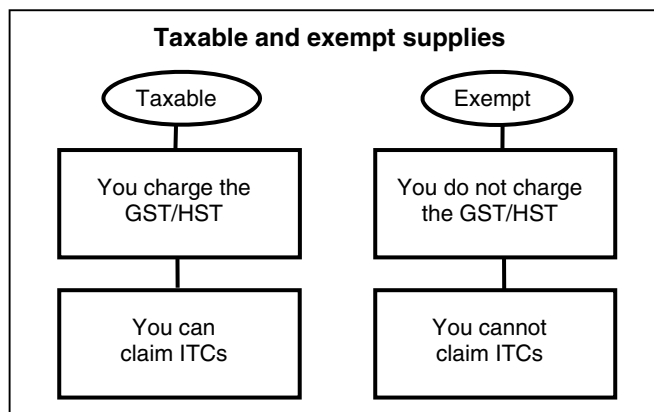 Taxable and exempt supplies
Taxable
You charge the
GST/HST
You can
claim ITCs
Exempt
You do not charge
the GST/HST
You cannot
claim ITCs